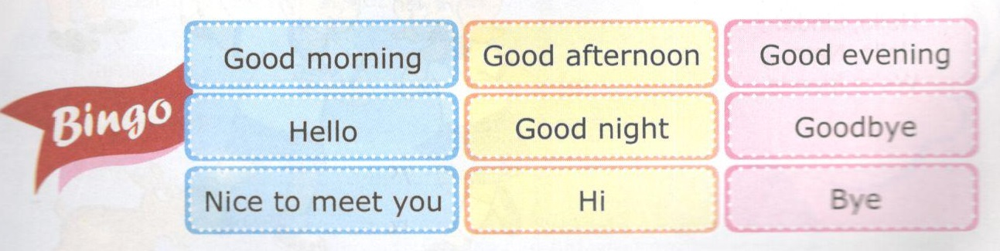 Good morning Good afternoon Good evening
Bingo
Hello Good night Goodbye
Nice to meet you Hi Bye